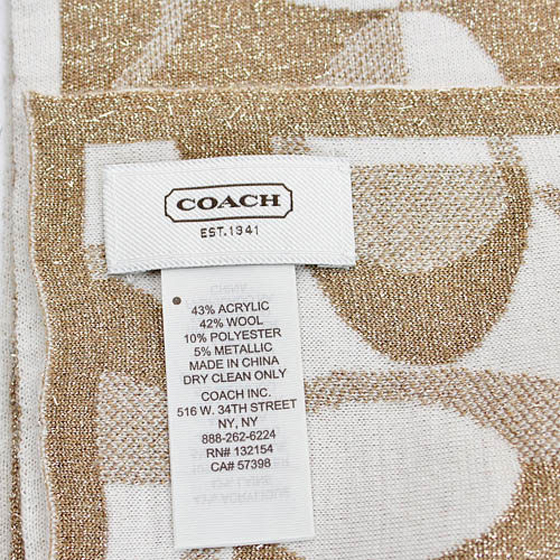 COACH
EST.1941
43% ACRYLIC
42% WOOL
10% POLYESTER
5% METALLIC
MADE IN CHINA
DRY CLEAN ONLY
COACH INC.
516 W. 34TH STREET
NY, NY
888-262-6224
RN# 132154
CA# 57398